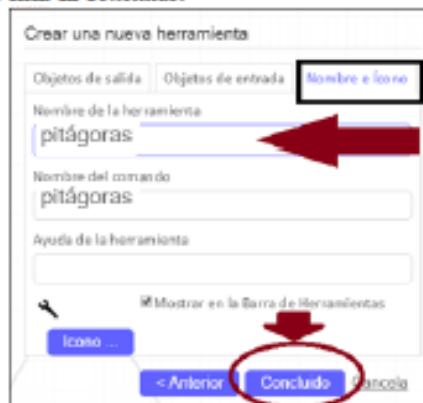 Crear una nueva herramienta
Objetos de salida Objetos de entrada Nombre e Ícono
Nombre de la herramienta
pitágoras
Nombre del comando
pitágoras
Ayuda de la herramienta
Mostrar en la Barra de Herramientas
Icono ...
< Anterior Concluido Cancela